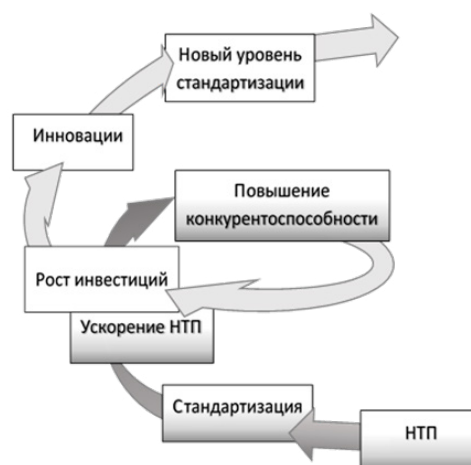 Новый уровень
стандартизации
Инновации
Повышение
конкурентоспособности
Рост инвестиций
Ускорение НТП
Стандартизация
НТП